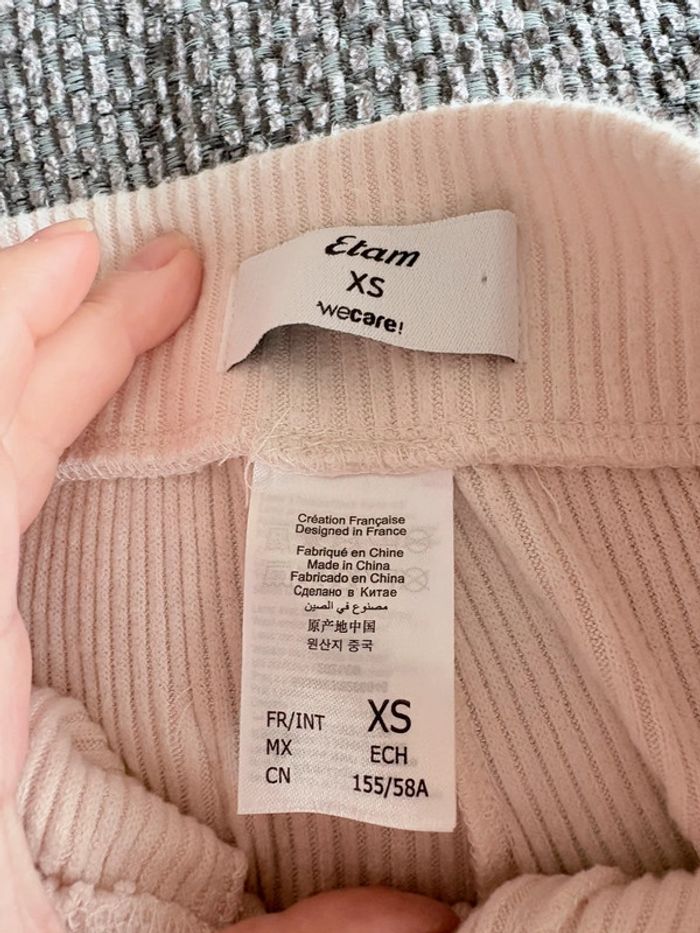 Etam
XS
wecare!
Création Française
Designed in France
Fabriqué en Chine
Made in China
Fabricado en China
Сделано в Китае
مصنوع في الصين
原产地中国
원산지 중국
FR/INT XS
MX ECH
CN 155/58A